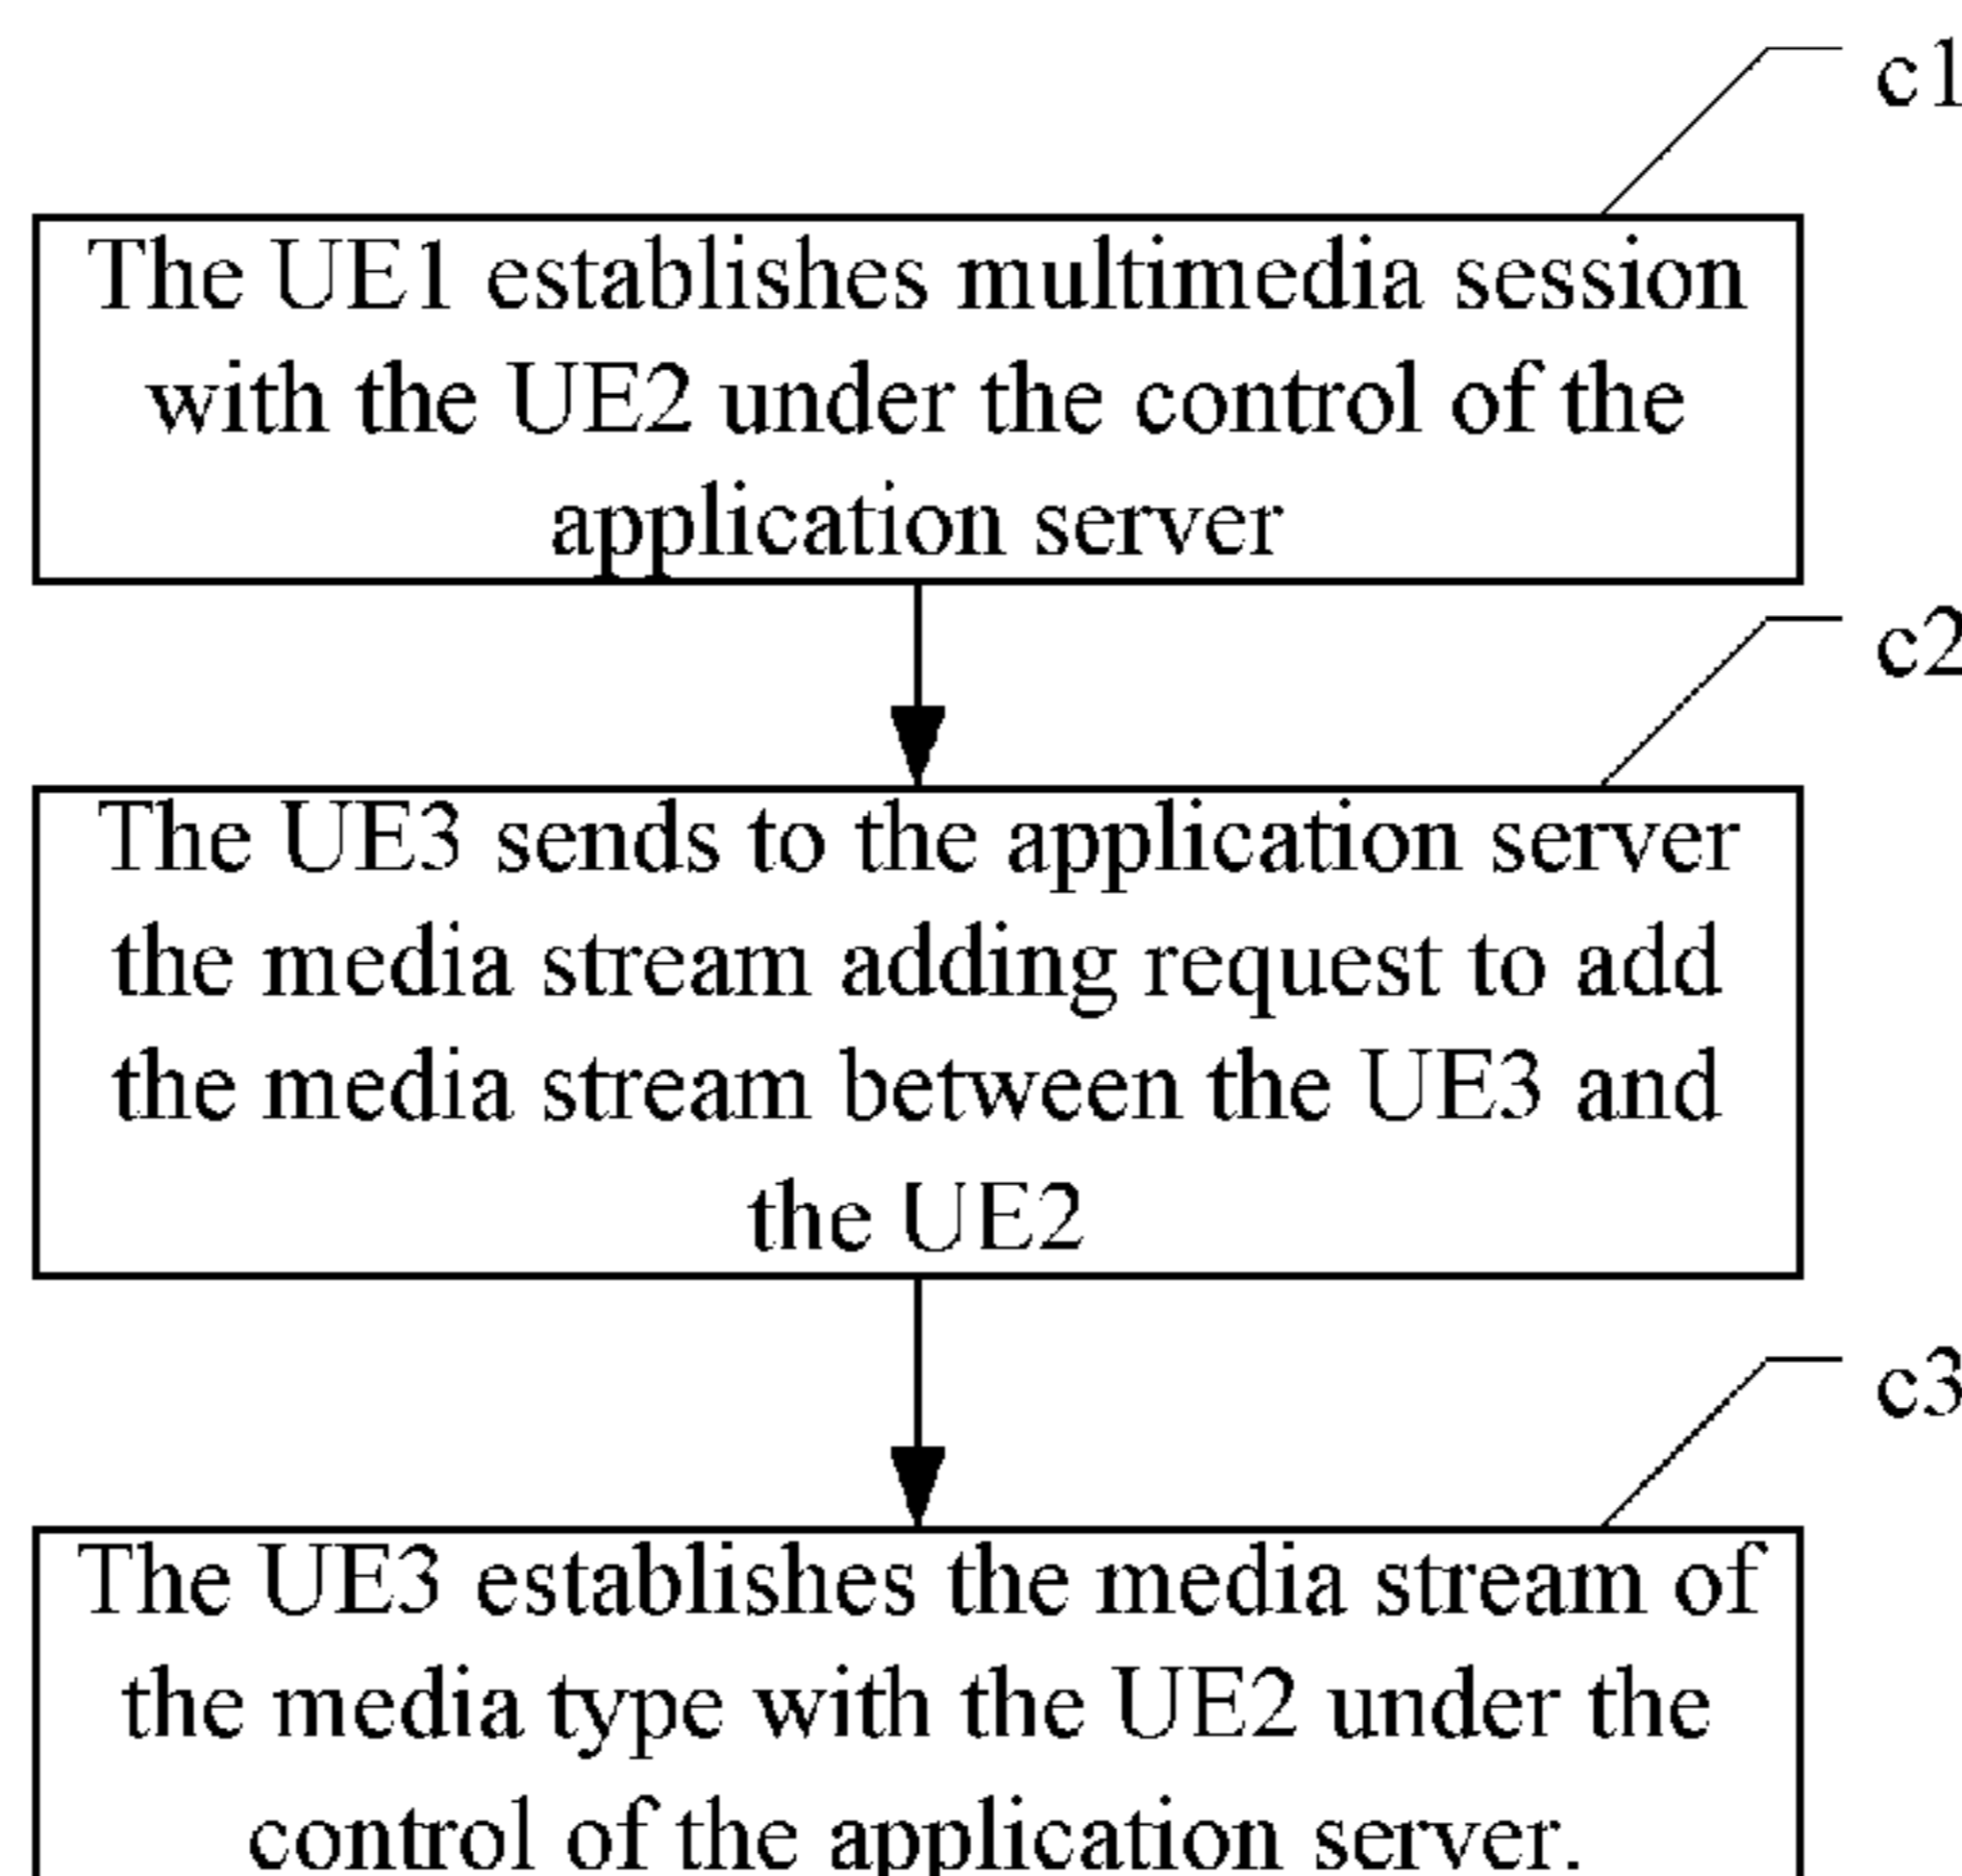 c1
The UE1 establishes multimedia session
with the UE2 under the control of the
application server
c2
The UE3 sends to the application server
the media stream adding request to add
the media stream between the UE3 and
the UE2
c3
The UE3 establishes the media stream of
the media type with the UE2 under the
control of the application server.